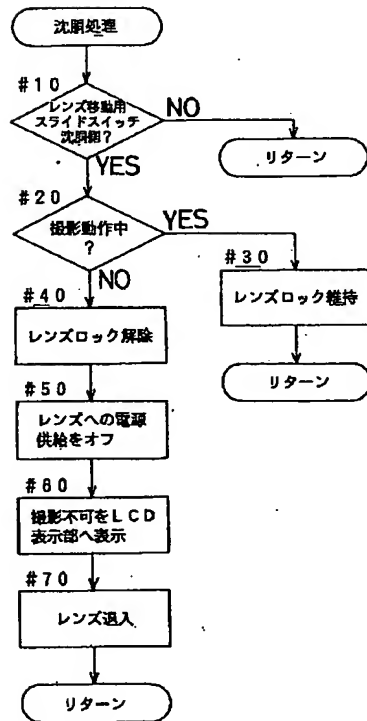 沈胴処理
#10
レンズ移動用
スライドスイッチ
沈胴側?
NO
リターン
YES
#20
撮影動作中
?
YES
#30
レンズロック維持
リターン
NO
#40
レンズロック解除
#50
レンズへの電源
供給をオフ
#60
撮影不可をLCD
表示部へ表示
#70
レンズ退入
リターン